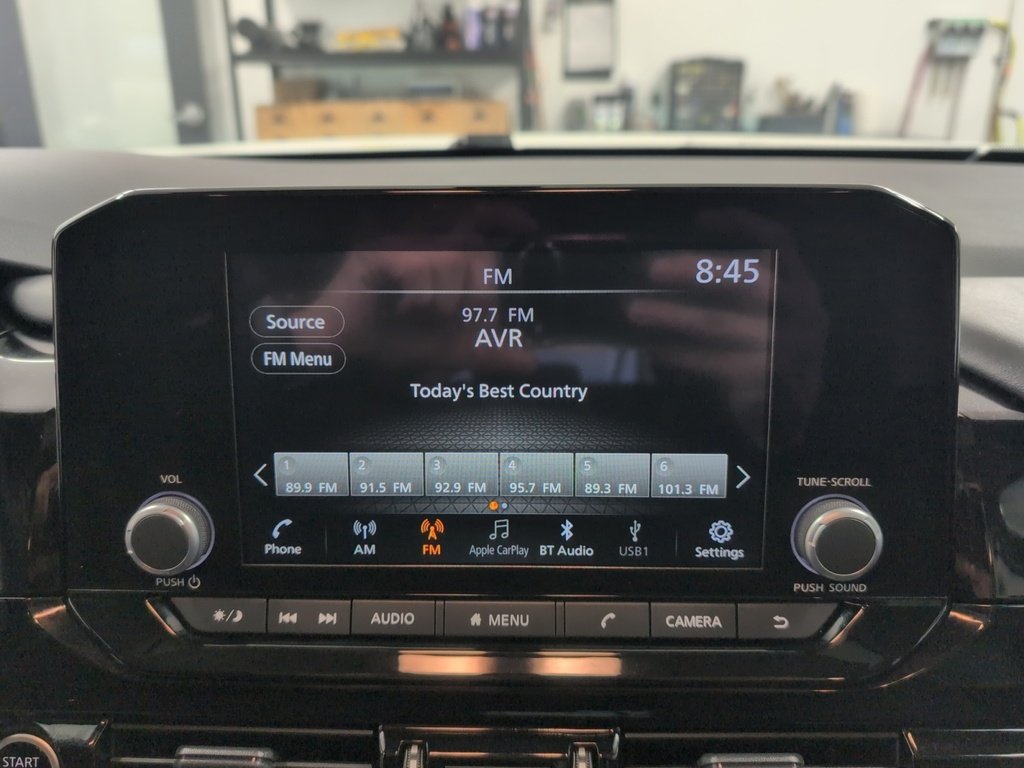 FM 8:45
Source 97.7 FM
AVR
FM Menu
Today's Best Country
1 2 3 4 5 6
89.9 FM 91.5 FM 92.9 FM 95.7 FM 89.3 FM 101.3 FM
VOL TUNE·SCROLL
Phone AM FM Apple CarPlay BT Audio USB1 Settings
PUSH PUSH SOUND
AUDIO MENU CAMERA
START